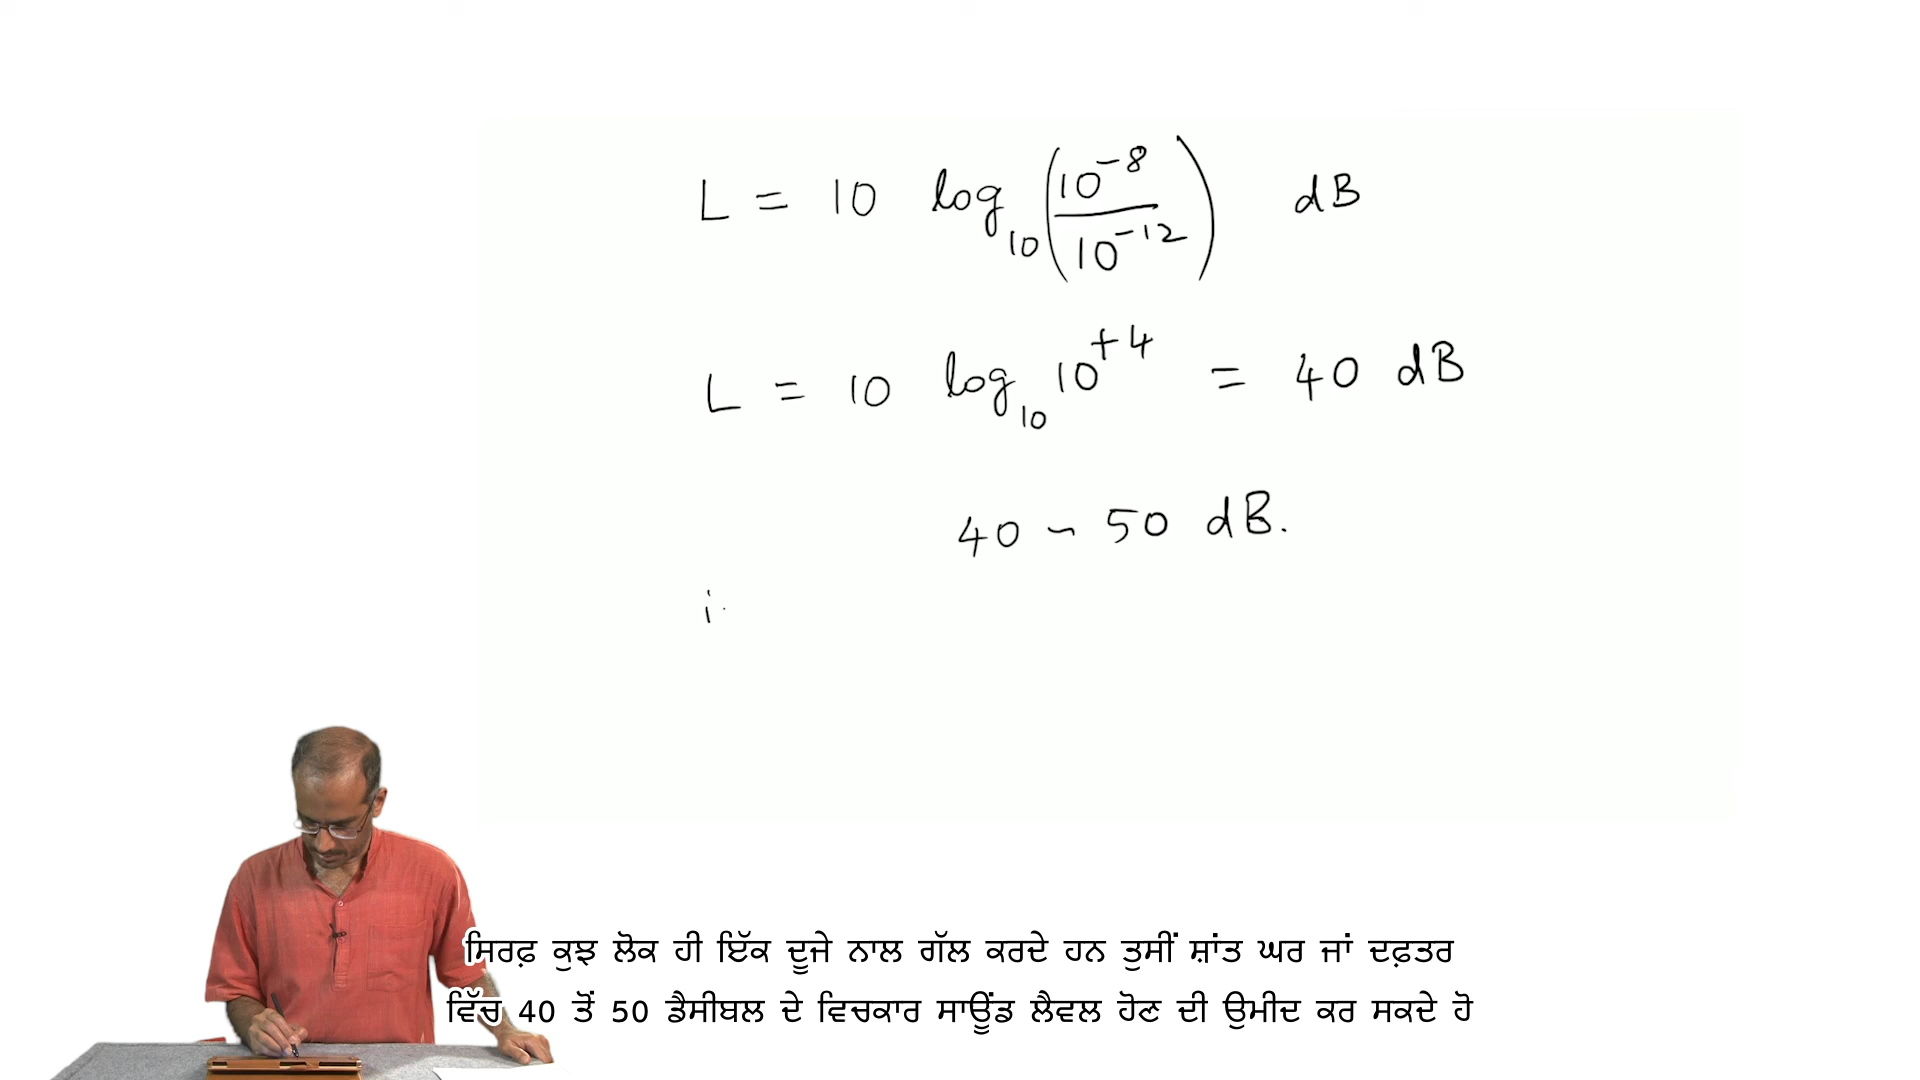 L = 10 log₁₀(10⁻⁸/10⁻¹²) dB
L = 10 log₁₀ 10⁺⁴ = 40 dB
40 – 50 dB.
i
ਸਿਰਫ਼ ਕੁਝ ਲੋਕ ਹੀ ਇੱਕ ਦੂਜੇ ਨਾਲ ਗੱਲ ਕਰਦੇ ਹਨ ਤੁਸੀਂ ਸ਼ਾਂਤ ਘਰ ਜਾਂ ਦਫ਼ਤਰ
ਵਿੱਚ 40 ਤੋਂ 50 ਡੈਸੀਬਲ ਦੇ ਵਿਚਕਾਰ ਸਾਊਂਡ ਲੈਵਲ ਹੋਣ ਦੀ ਉਮੀਦ ਕਰ ਸਕਦੇ ਹੋ